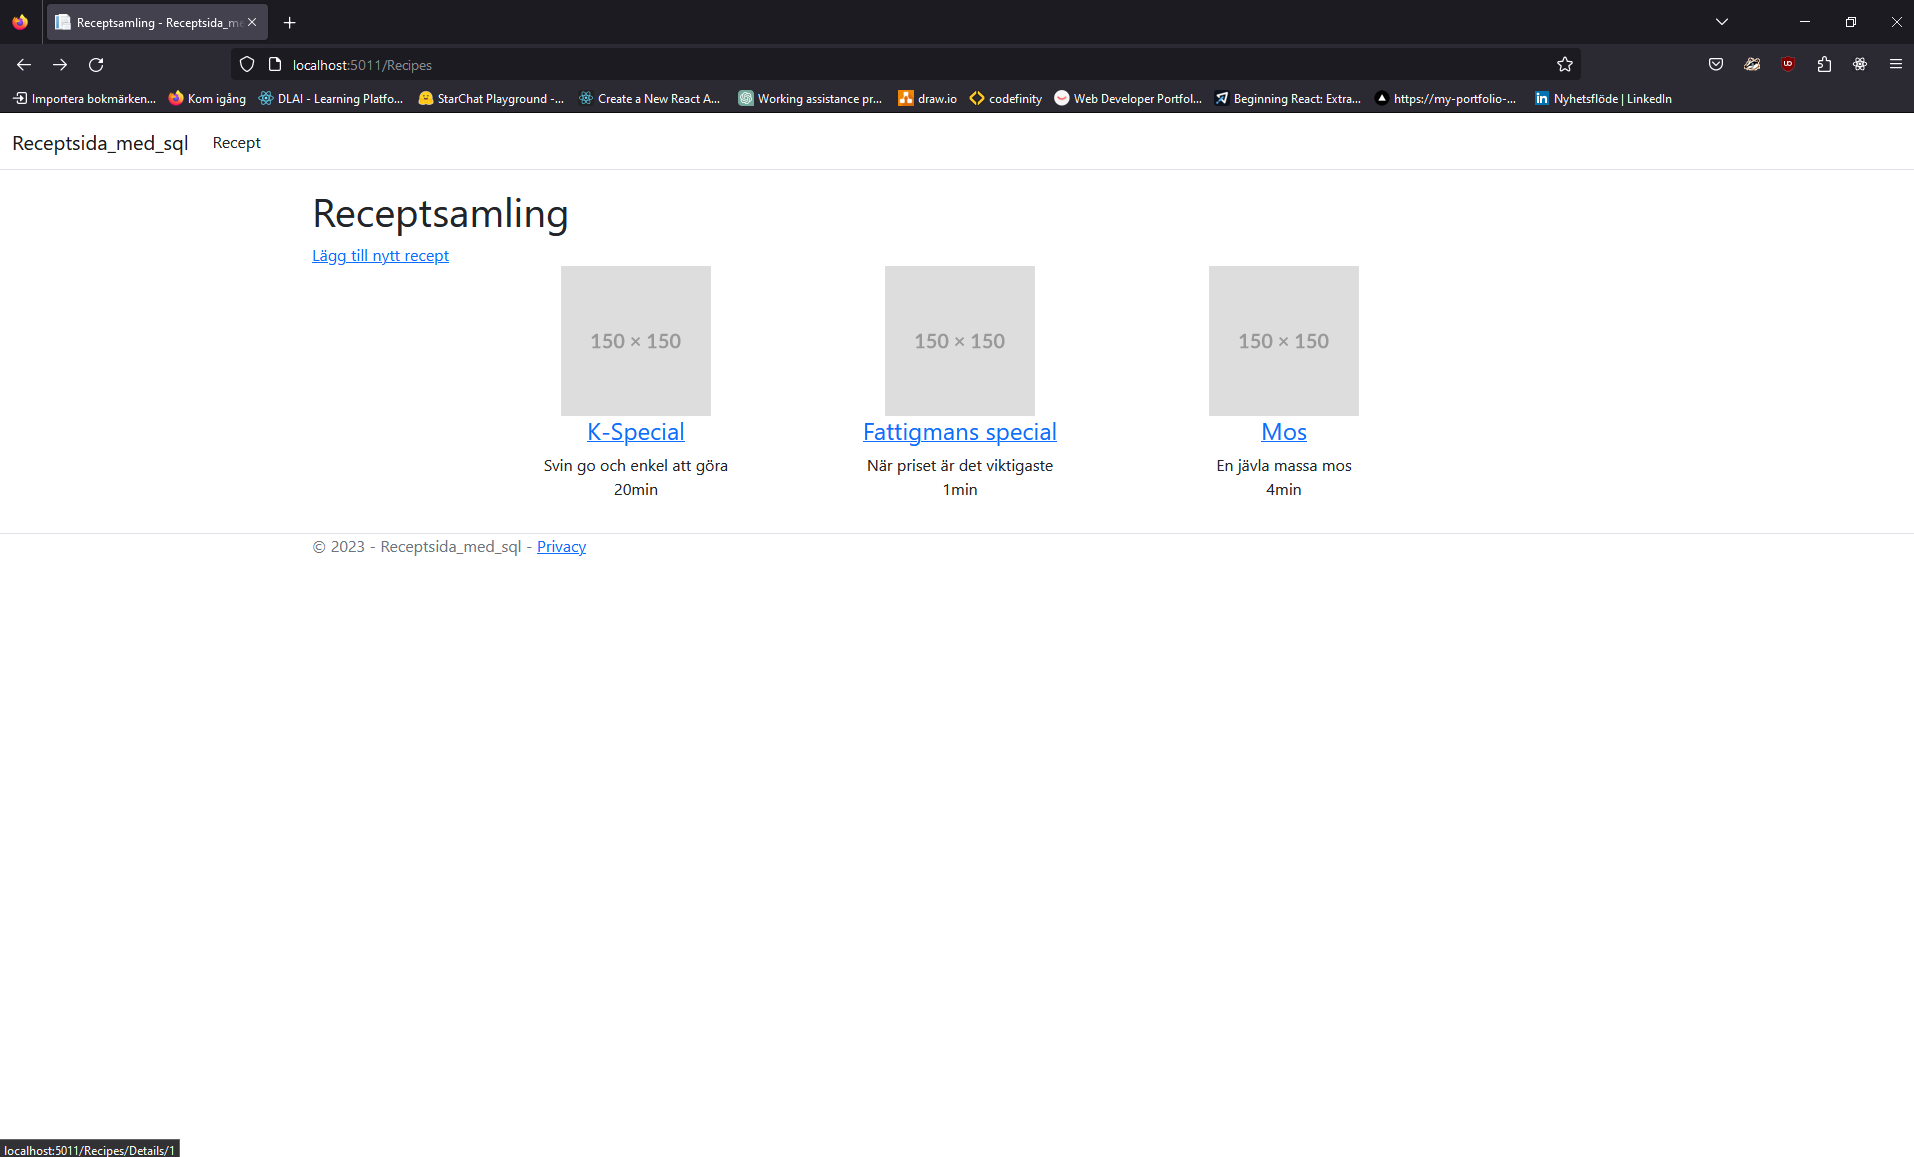 Receptsamling - Receptsida_me
localhost:5011/Recipes
Importera bokmärken... Kom igång DLAI - Learning Platfo... StarChat Playground -... Create a New React A... Working assistance pr... draw.io codefinity Web Developer Portfol... Beginning React: Extra... https://my-portfolio-... Nyhetsflöde | LinkedIn
Receptsida_med_sql Recept
Receptsamling
Lägg till nytt recept
150 × 150 150 × 150 150 × 150
K-Special Fattigmans special Mos
Svin go och enkel att göra När priset är det viktigaste En jävla massa mos
20min 1min 4min
© 2023 - Receptsida_med_sql - Privacy
localhost:5011/Recipes/Details/1